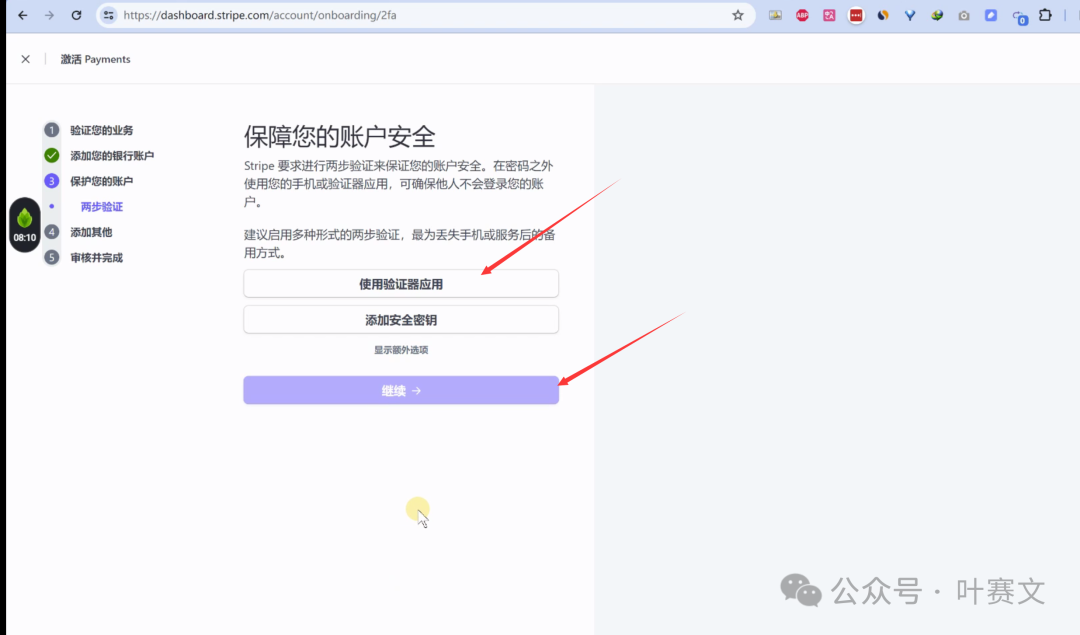 https://dashboard.stripe.com/account/onboarding/2fa
ABP
0
激活 Payments
1 验证您的业务
添加您的银行账户
3 保护您的账户
两步验证
4 添加其他
5 审核并完成
08:10
保障您的账户安全
Stripe 要求进行两步验证来保证您的账户安全。在密码之外
使用您的手机或验证器应用，可确保他人不会登录您的账
户。
建议启用多种形式的两步验证，最为丢失手机或服务后的备
用方式。
使用验证器应用
添加安全密钥
显示额外选项
继续 →
公众号 · 叶赛文